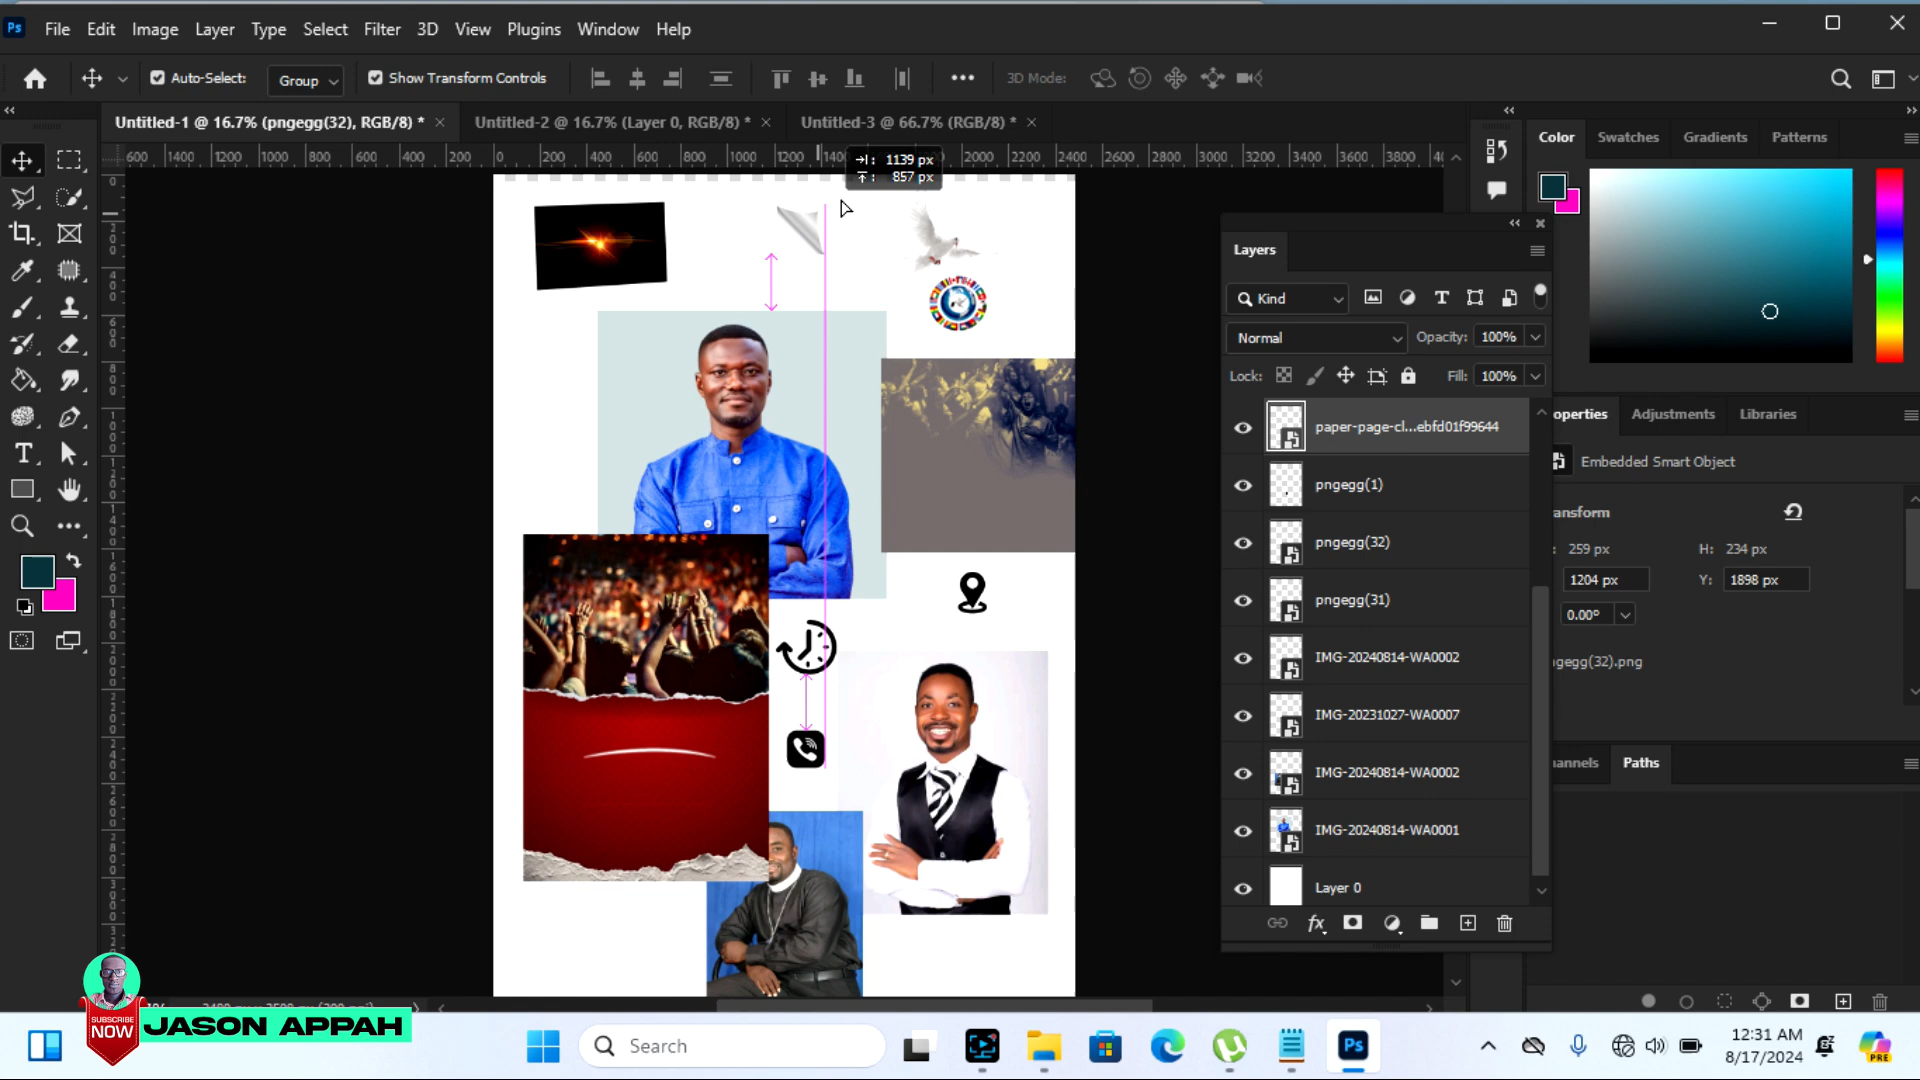 Ps File Edit Image Layer Type Select Filter 3D View Plugins Window Help
Auto-Select: Group Show Transform Controls 3D Mode:
Untitled-1 @ 16.7% (pngegg(32), RGB/8) * Untitled-2 @ 16.7% (Layer 0, RGB/8) * Untitled-3 @ 66.7% (RGB/8) *
600 1400 1200 1000 800 600 400 200 0 200 400 600 800 1000 1200 1400 2000 2200 2400 2600 2800 3000 3200 3400 3600 3800
1139 px
857 px
Color Swatches Gradients Patterns
Layers
Kind
Normal Opacity: 100%
Lock: Fill: 100%
paper-page-cl...ebfd01f99644
pngegg(1)
pngegg(32)
pngegg(31)
IMG-20240814-WA0002
IMG-20231027-WA0007
IMG-20240814-WA0002
IMG-20240814-WA0001
Layer 0
operties Adjustments Libraries
Embedded Smart Object
ansform
: 259 px H: 234 px
1204 px Y: 1898 px
0.00°
gegg(32).png
annels Paths
SUBSCRIBE
NOW
JASON APPAH
Search
Ps
12:31 AM
8/17/2024
PRE